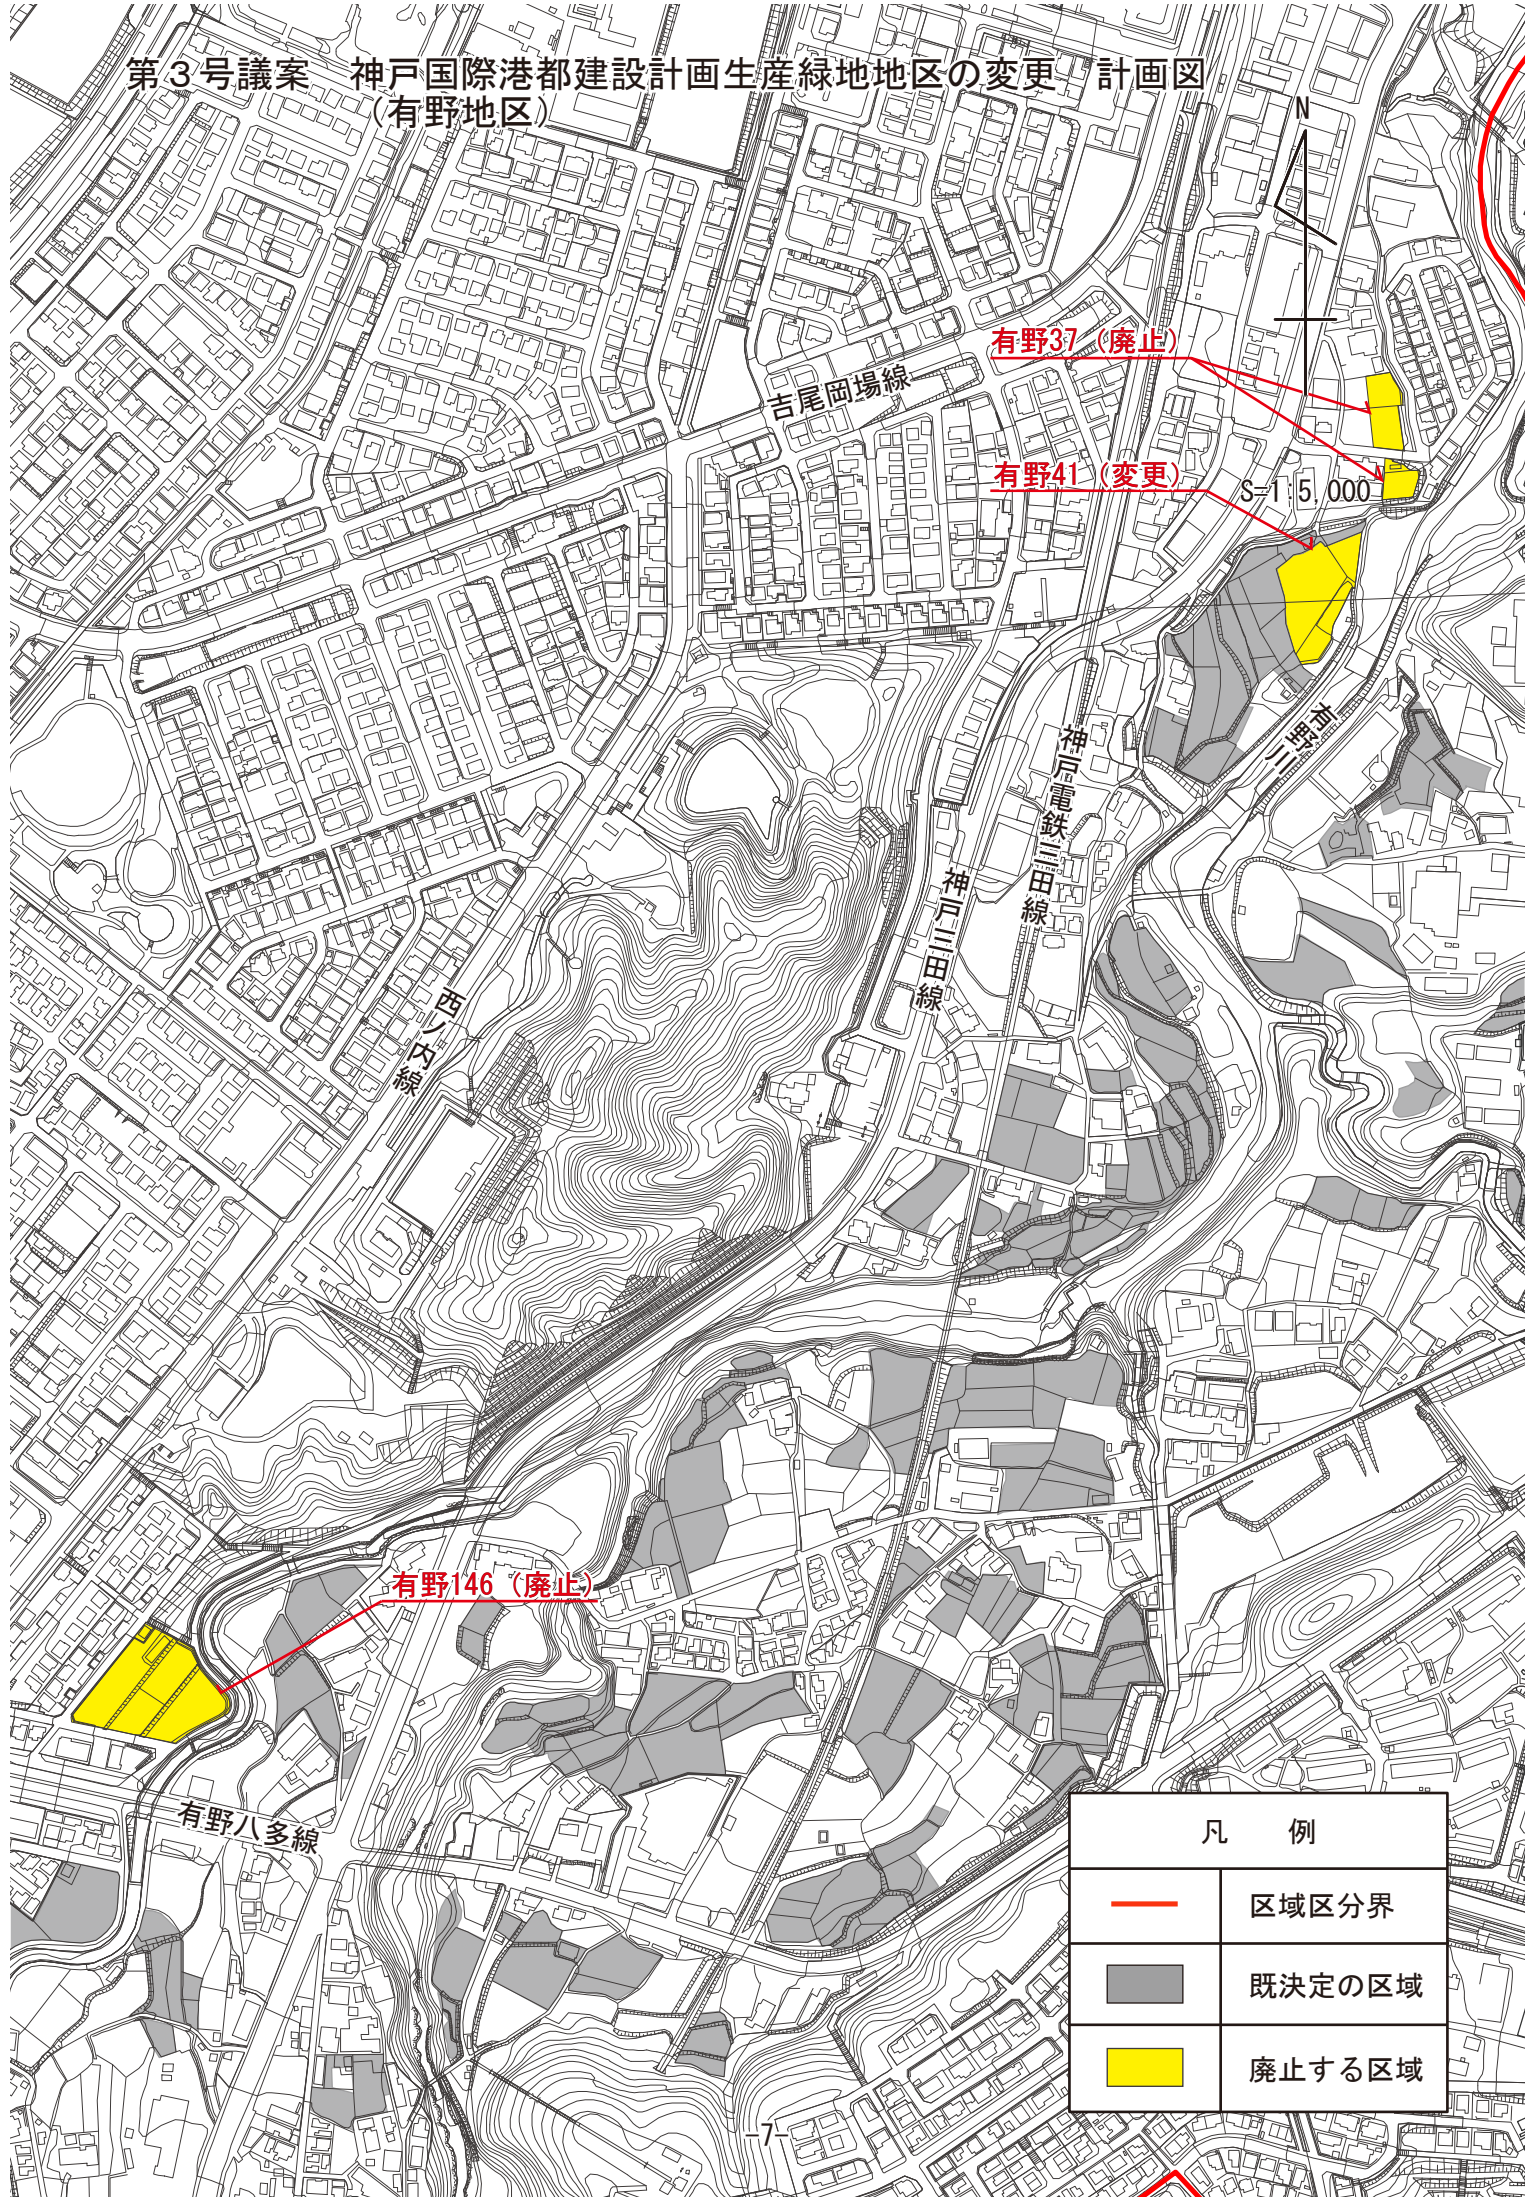 第３号議案　神戸国際港都建設計画生産緑地地区の変更　計画図
（有野地区）
N
有野37（廃止）
吉尾岡場線
有野41（変更）
S=1:5,000
有野川
神戸電鉄三田線
神戸三田線
西ノ内線
有野146（廃止）
有野八多線
凡　例
区域区分界
既決定の区域
廃止する区域
-7-